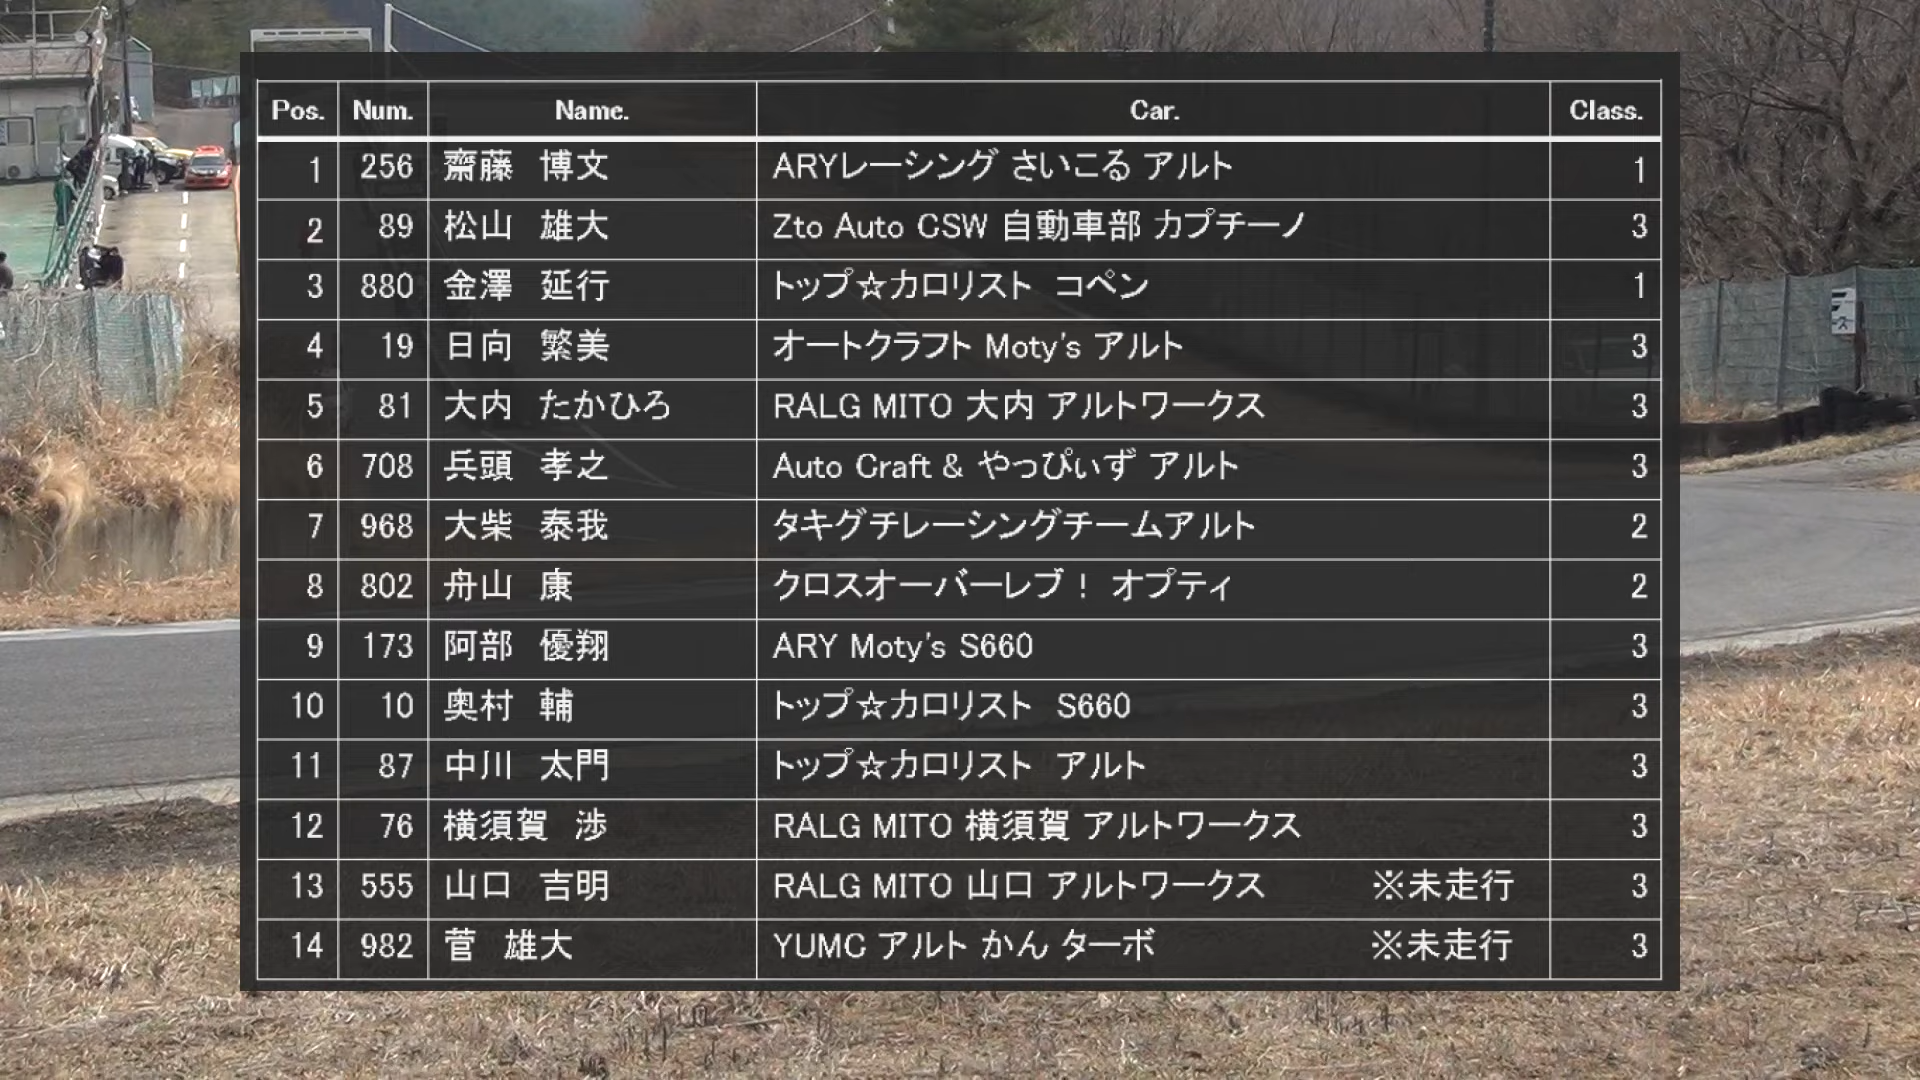 Pos. Num. Name. Car. Class.
1 256 齋藤 博文 ARYレーシング さいこる アルト 1
2 89 松山 雄大 Zto Auto CSW 自動車部 カプチーノ 3
3 880 金澤 延行 トップ☆カロリスト コペン 1
4 19 日向 繁美 オートクラフト Moty's アルト 3
5 81 大内 たかひろ RALG MITO 大内 アルトワークス 3
6 708 兵頭 孝之 Auto Craft & やっぴぃず アルト 3
7 968 大柴 泰我 タキグチレーシングチームアルト 2
8 802 舟山 康 クロスオーバーレブ！ オプティ 2
9 173 阿部 優翔 ARY Moty's S660 3
10 10 奥村 輔 トップ☆カロリスト S660 3
11 87 中川 太門 トップ☆カロリスト アルト 3
12 76 横須賀 渉 RALG MITO 横須賀 アルトワークス 3
13 555 山口 吉明 RALG MITO 山口 アルトワークス ※未走行 3
14 982 菅 雄大 YUMC アルト かん ターボ ※未走行 3